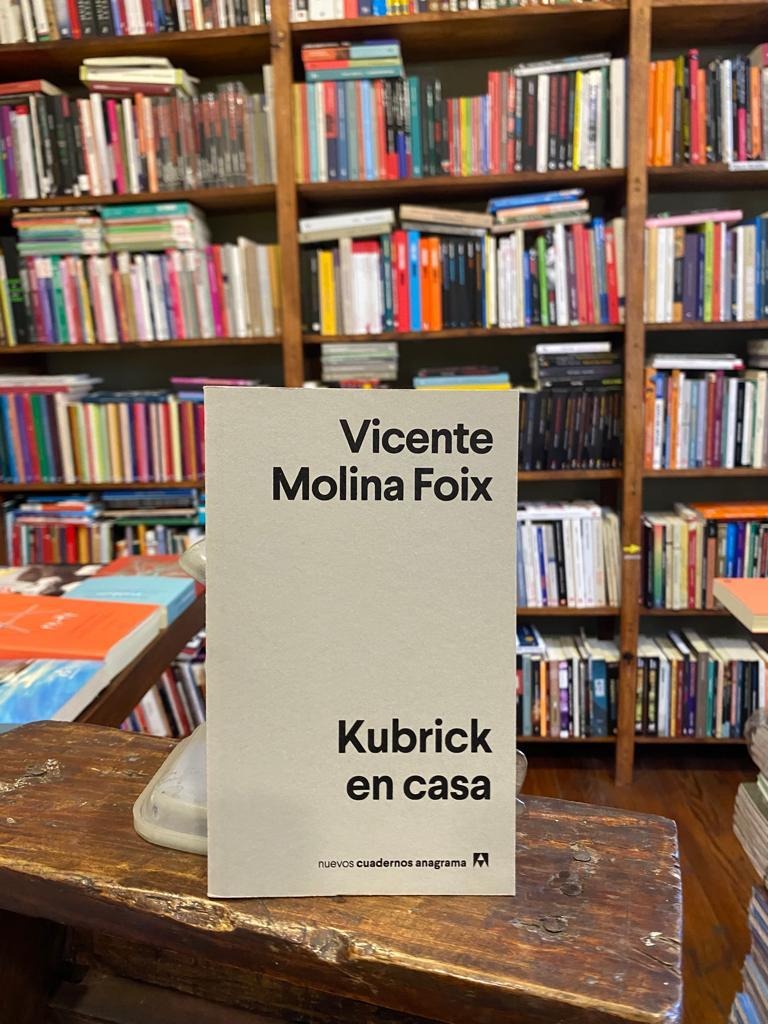 Vicente
Molina Foix
Kubrick
en casa
nuevos cuadernos anagrama